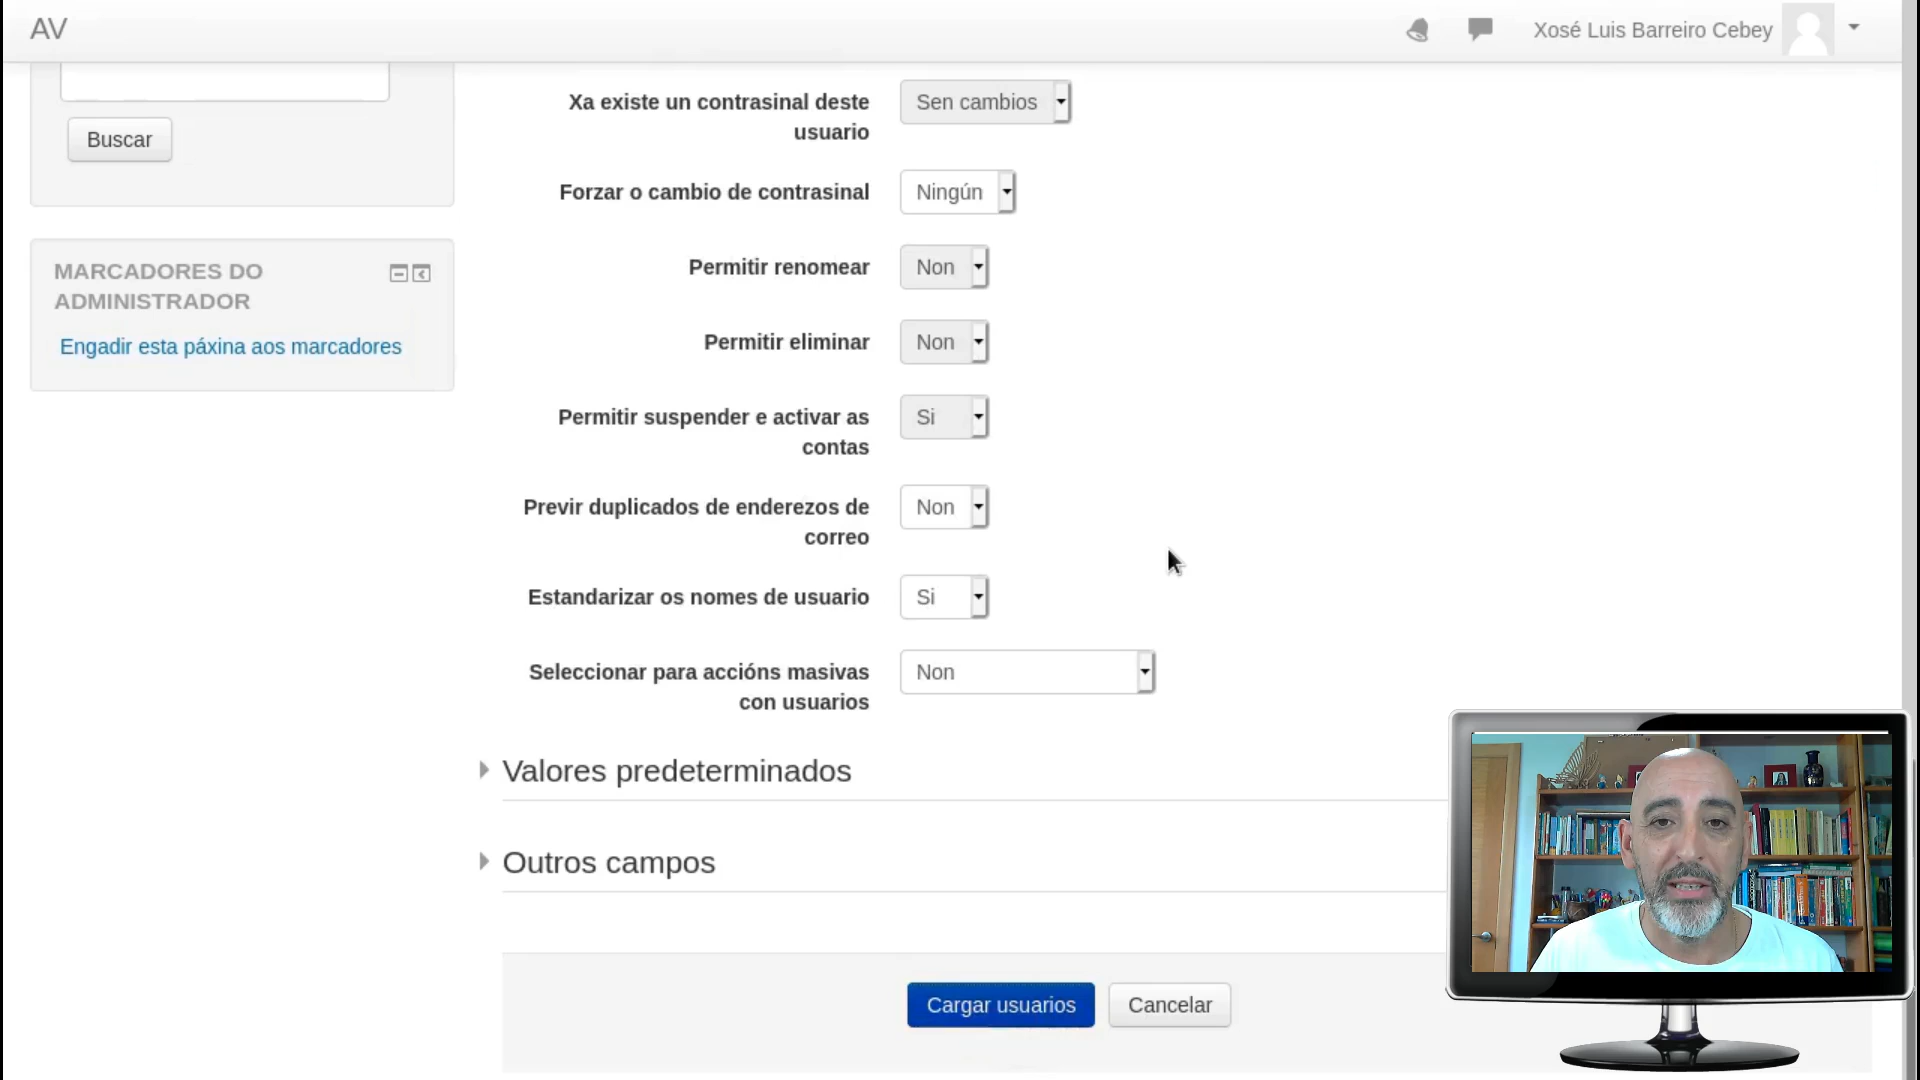 AV
Xosé Luis Barreiro Cebey
Buscar
MARCADORES DO
ADMINISTRADOR
Engadir esta páxina aos marcadores
Xa existe un contrasinal deste
usuario
Sen cambios
Forzar o cambio de contrasinal
Ningún
Permitir renomear
Non
Permitir eliminar
Non
Permitir suspender e activar as
contas
Si
Previr duplicados de enderezos de
correo
Non
Estandarizar os nomes de usuario
Si
Seleccionar para accións masivas
con usuarios
Non
Valores predeterminados
Outros campos
Cargar usuarios
Cancelar